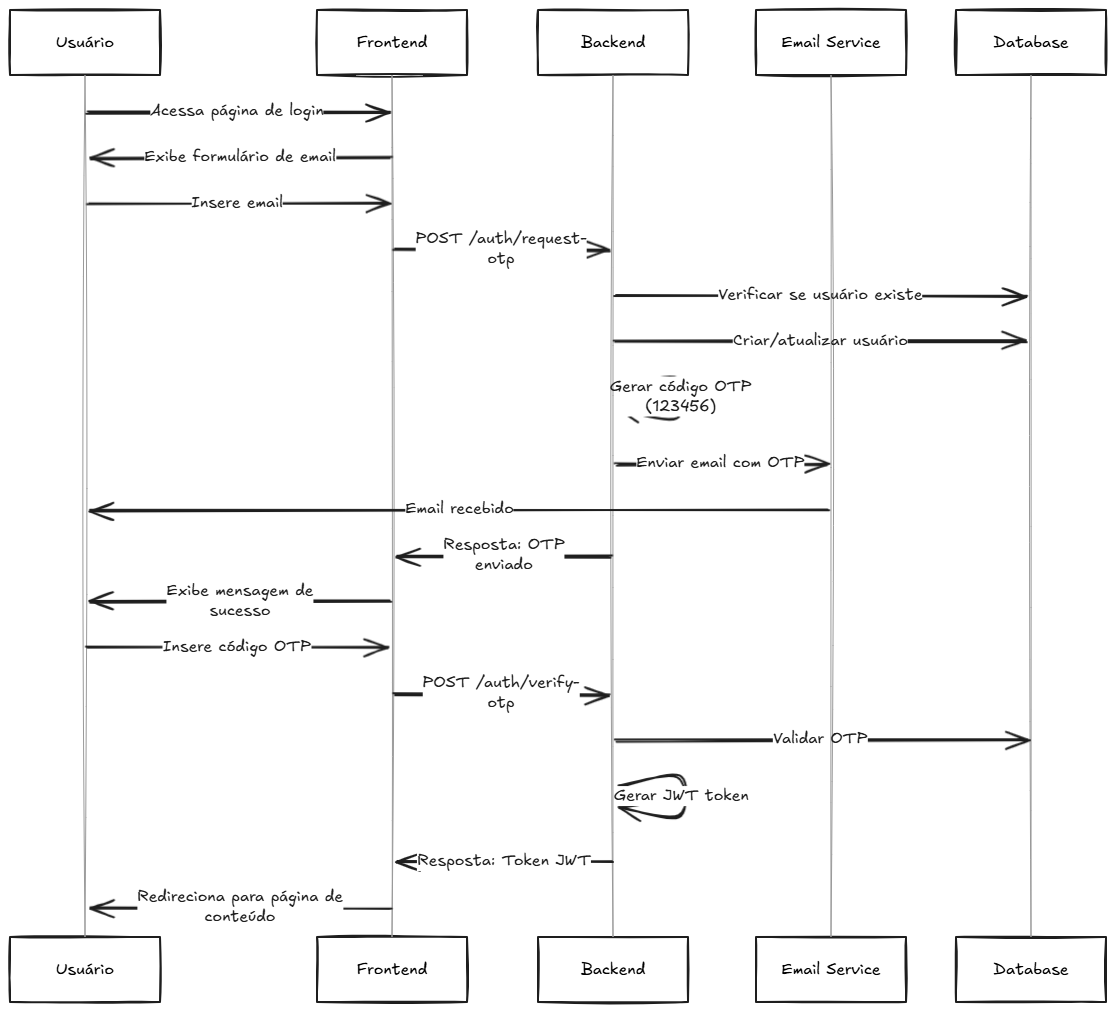 Usuário
Frontend
Backend
Email Service
Database
Acessa página de login
Exibe formulário de email
Insere email
POST /auth/request-
otp
Verificar se usuário existe
Criar/atualizar usuário
Gerar código OTP
(123456)
Enviar email com OTP
Email recebido
Resposta: OTP
enviado
Exibe mensagem de
sucesso
Insere código OTP
POST /auth/verify-
otp
Validar OTP
Gerar JWT token
Resposta: Token JWT
Redireciona para página de
conteúdo
Usuário
Frontend
Backend
Email Service
Database